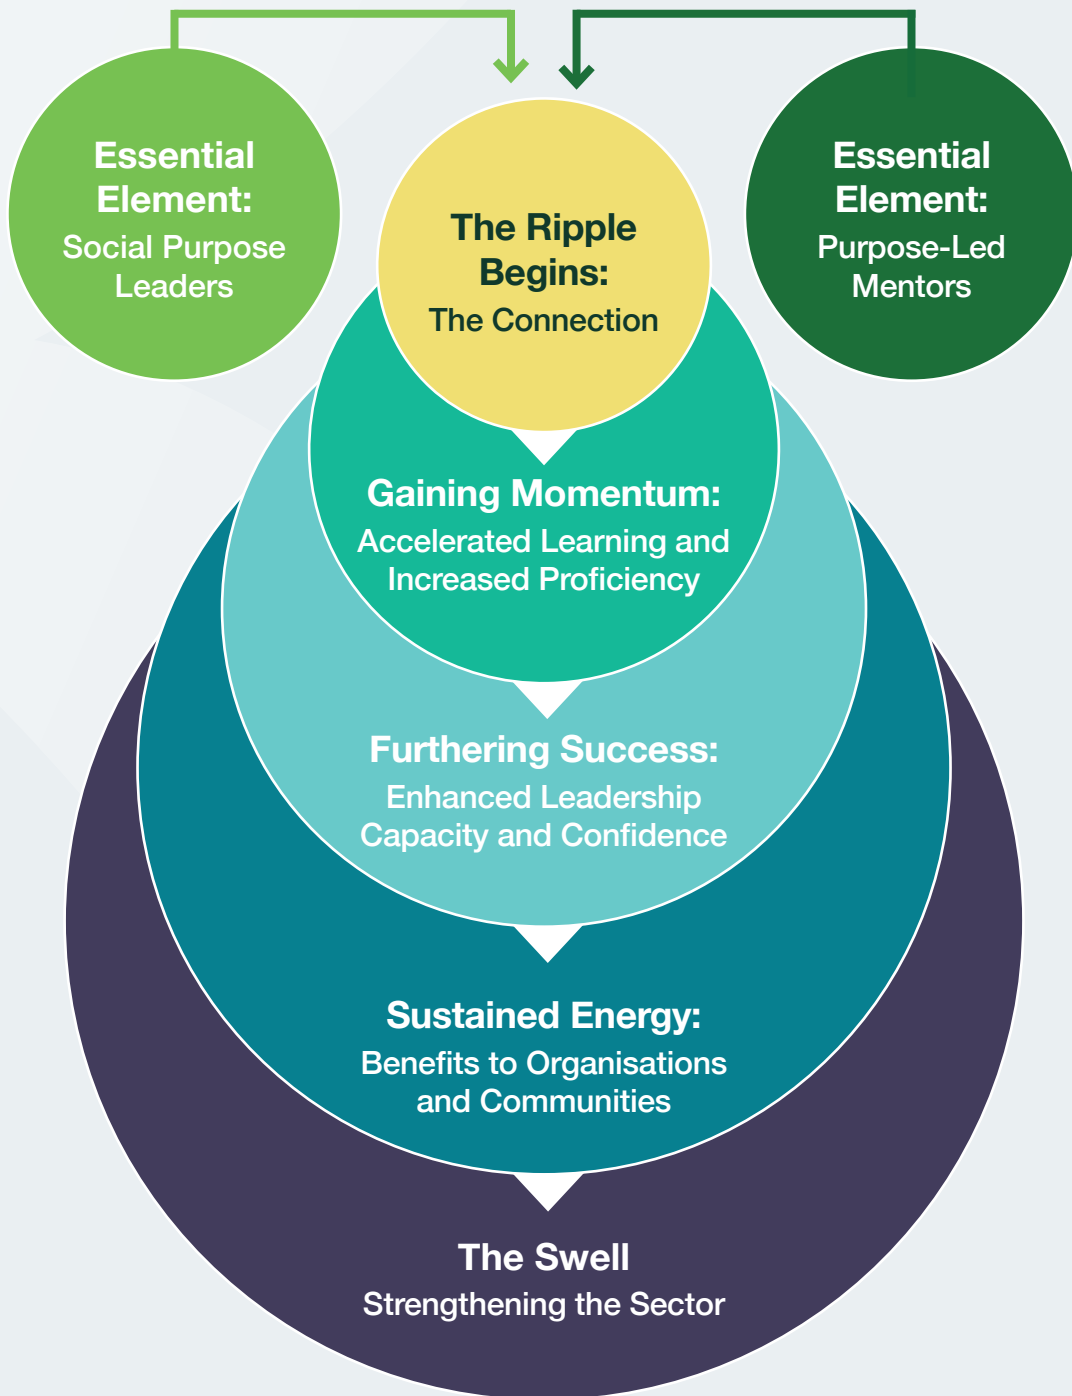 Essential
Element:
Social Purpose
Leaders
Essential
Element:
Purpose-Led
Mentors
The Ripple
Begins:
The Connection
Gaining Momentum:
Accelerated Learning and
Increased Proficiency
Furthering Success:
Enhanced Leadership
Capacity and Confidence
Sustained Energy:
Benefits to Organisations
and Communities
The Swell
Strengthening the Sector